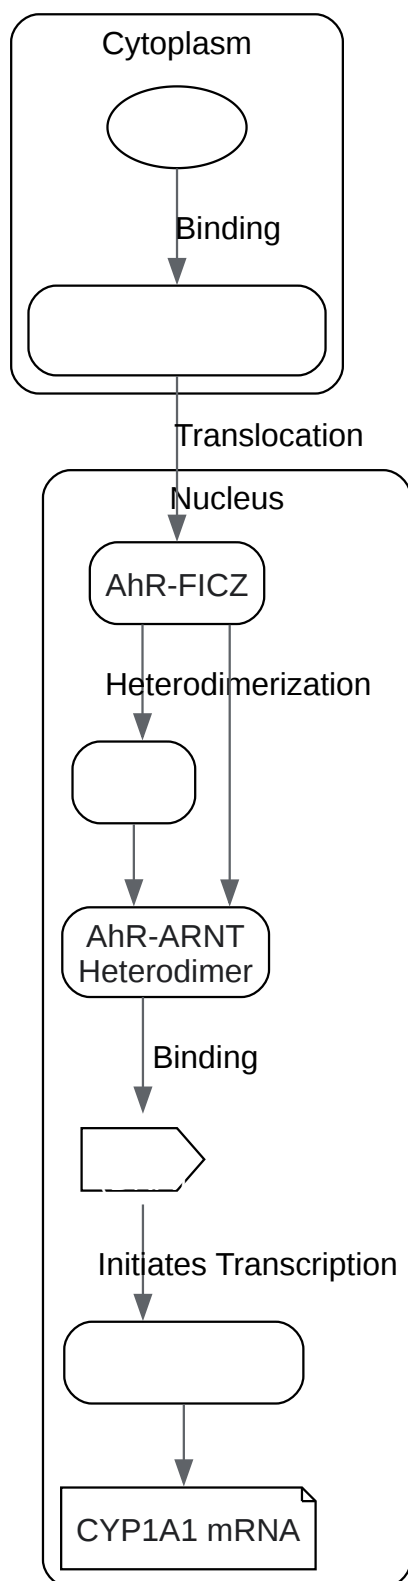 Cytoplasm
Binding
Translocation
Nucleus
AhR-FICZ
Heterodimerization
AhR-ARNT
Heterodimer
Binding
Initiates Transcription
CYP1A1 mRNA